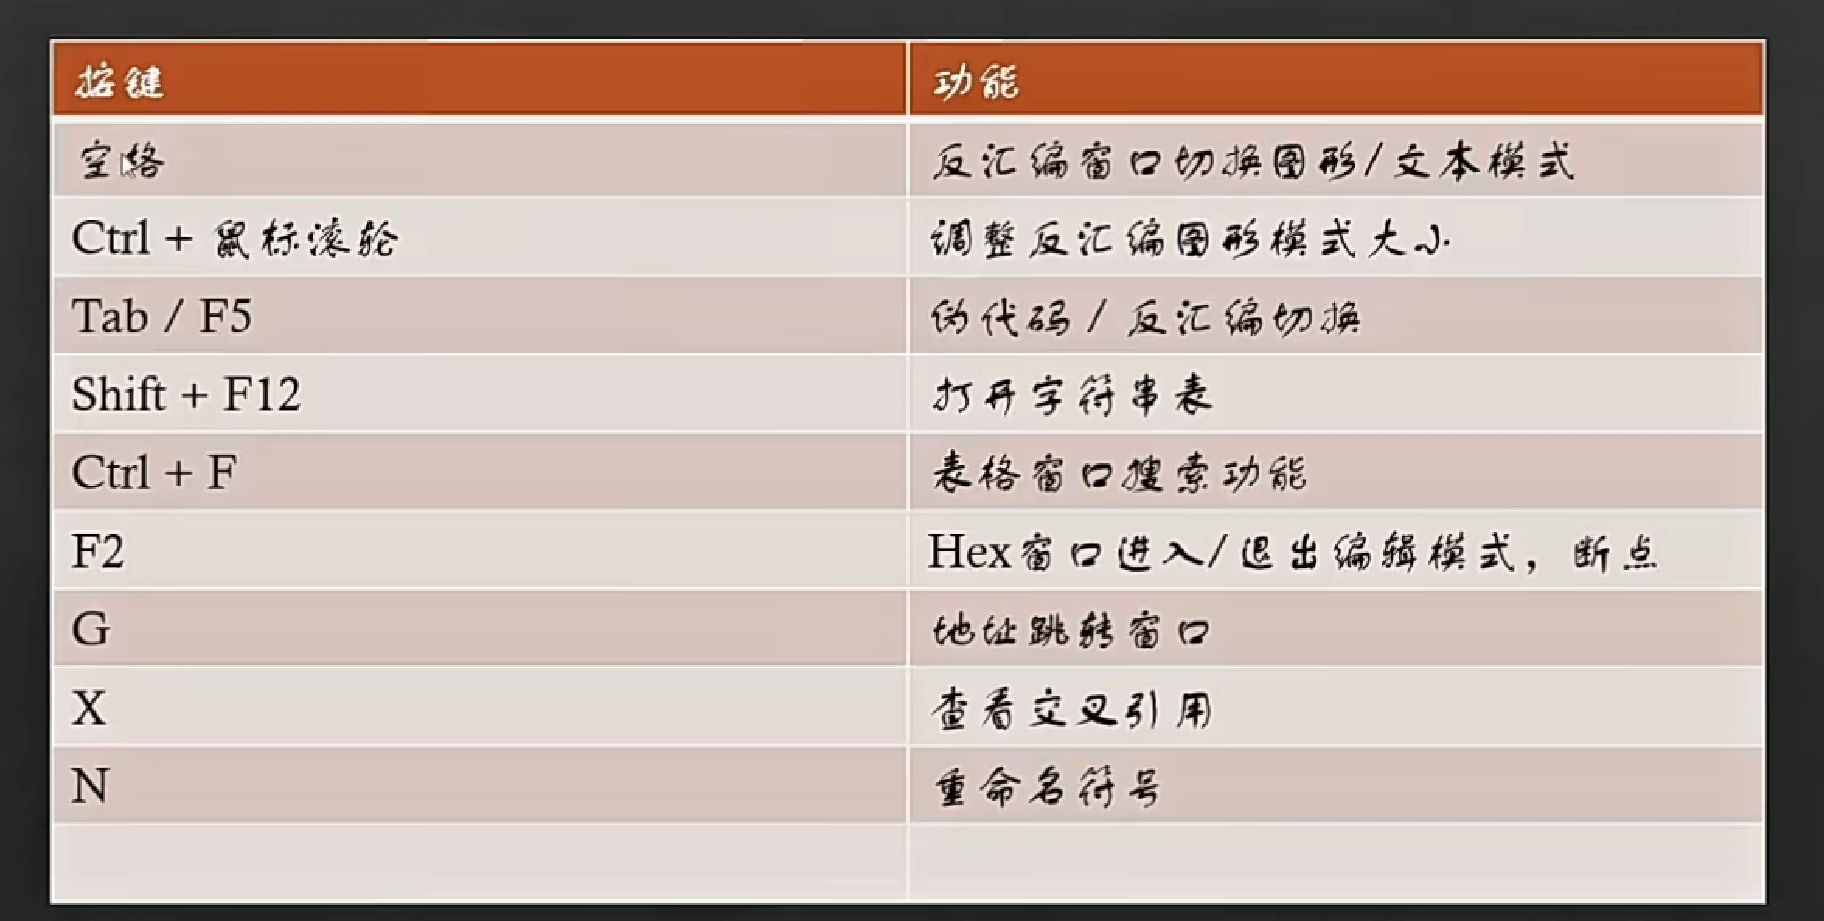 按键 功能
空格 反汇编窗口切换图形/文本模式
Ctrl + 鼠标滚轮 调整反汇编图形模式大小
Tab / F5 伪代码 / 反汇编切换
Shift + F12 打开字符串表
Ctrl + F 表格窗口搜索功能
F2 Hex窗口进入/退出编辑模式，断点
G 地址跳转窗口
X 查看交叉引用
N 重命名符号